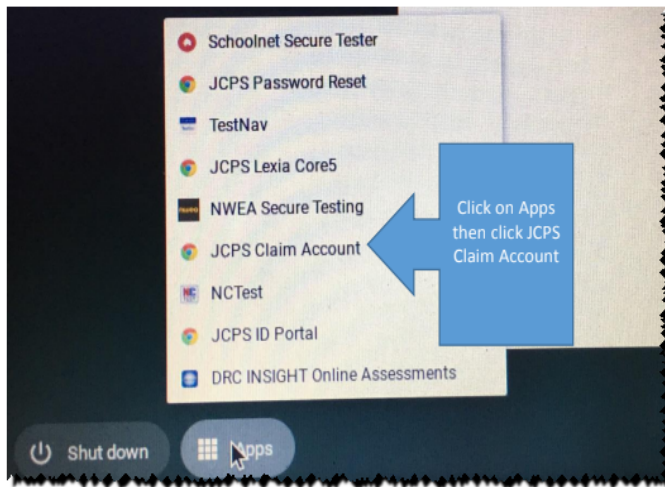 Schoolnet Secure Tester
JCPS Password Reset
TestNav
JCPS Lexia Core5
NWEA Secure Testing
Click on Apps
then click JCPS
Claim Account
JCPS Claim Account
NCTest
JCPS ID Portal
DRC INSIGHT Online Assessments
Shut down
Apps